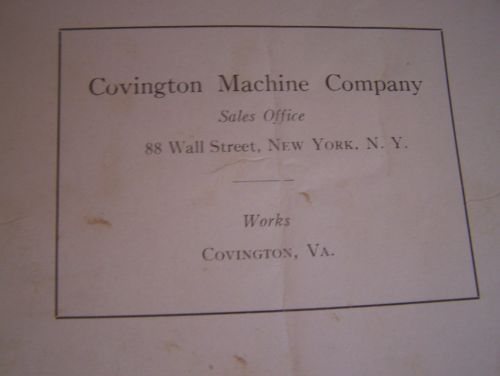 Covington Machine Company
Sales Office
88 Wall Street, New York, N. Y.
Works
Covington, Va.